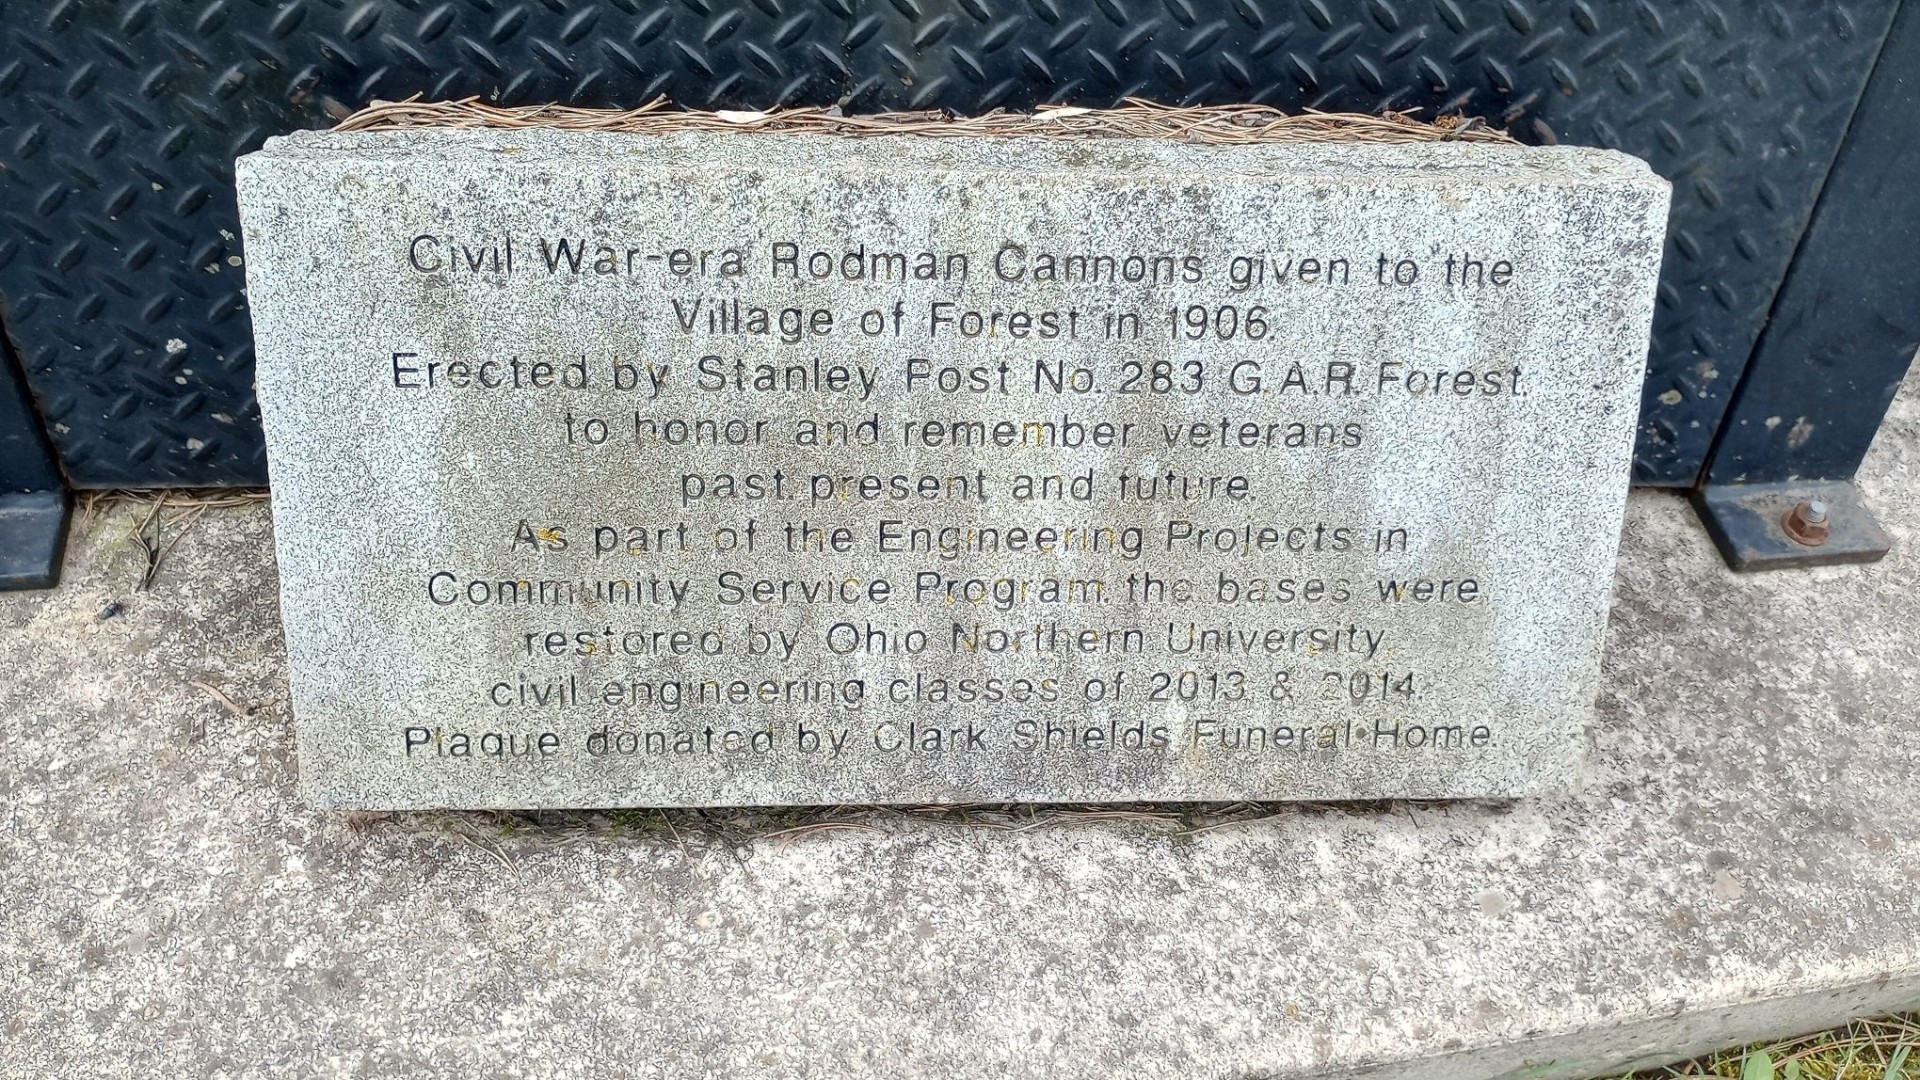 Civil War-era Rodman Cannons given to the
Village of Forest in 1906.
Erected by Stanley Post No. 283 G.A.R. Forest.
to honor and remember veterans
past, present and future.
As part of the Engineering Projects in
Community Service Program, the bases were
restored by Ohio Northern University,
civil engineering classes of 2013 & 2014.
Plaque donated by Clark Shields Funeral Home.